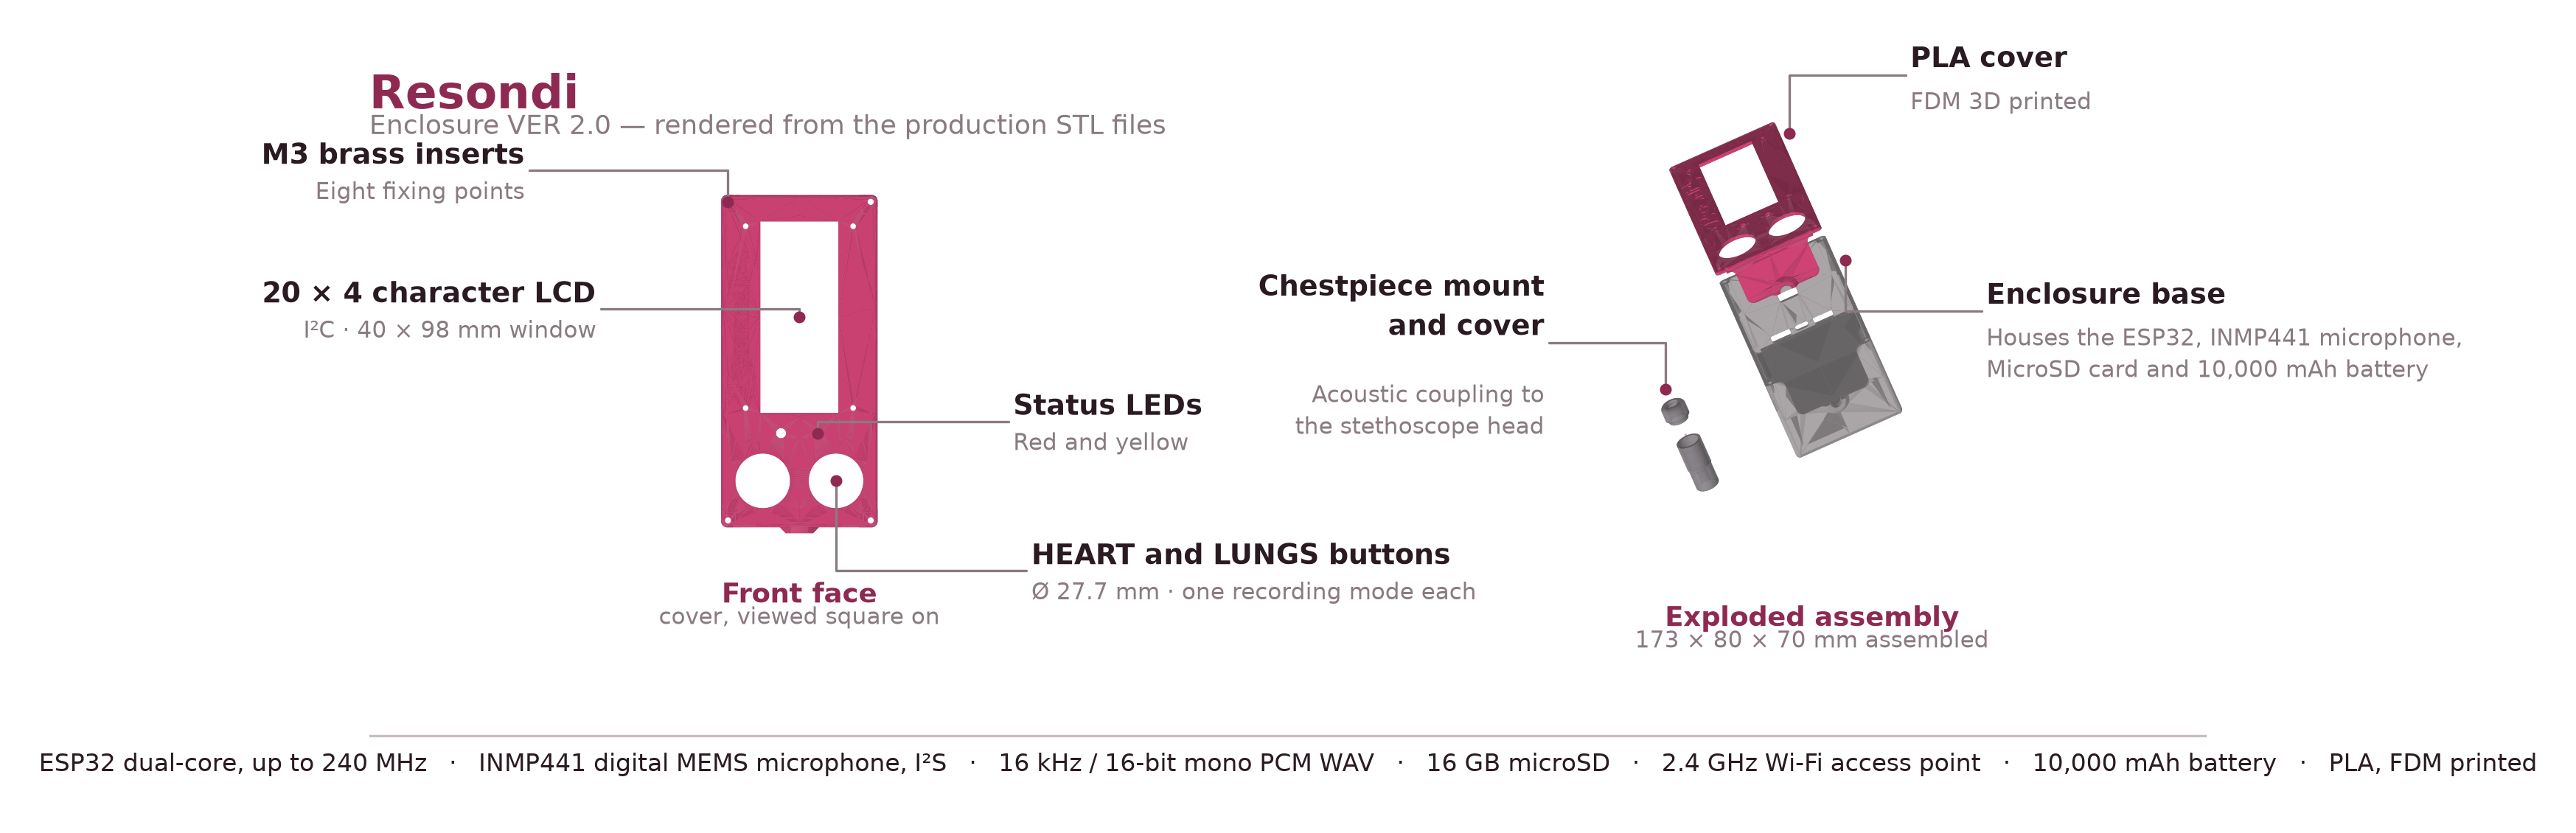 Resondi
Enclosure VER 2.0 — rendered from the production STL files
M3 brass inserts
Eight fixing points
20 × 4 character LCD
I²C · 40 × 98 mm window
Status LEDs
Red and yellow
HEART and LUNGS buttons
Ø 27.7 mm · one recording mode each
Front face
cover, viewed square on
PLA cover
FDM 3D printed
Chestpiece mount
and cover
Acoustic coupling to
the stethoscope head
Enclosure base
Houses the ESP32, INMP441 microphone,
MicroSD card and 10,000 mAh battery
Exploded assembly
173 × 80 × 70 mm assembled
ESP32 dual-core, up to 240 MHz · INMP441 digital MEMS microphone, I²S · 16 kHz / 16-bit mono PCM WAV · 16 GB microSD · 2.4 GHz Wi-Fi access point · 10,000 mAh battery · PLA, FDM printed